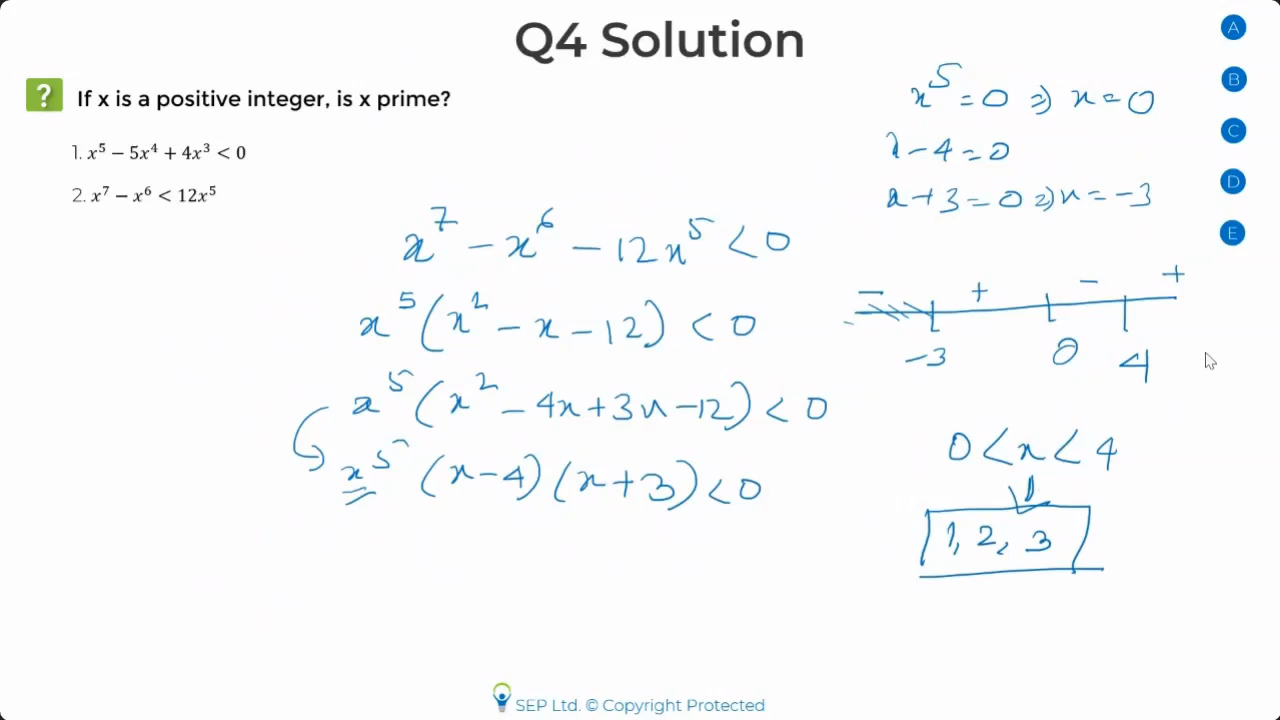 Q4 Solution
A
B
C
D
E
? If x is a positive integer, is x prime?
1. x⁵ − 5x⁴ + 4x³ < 0
2. x⁷ − x⁶ < 12x⁵
x⁵ = 0 ⇒ x = 0
x − 4 = 0
x + 3 = 0 ⇒ x = −3
x⁷ − x⁶ − 12x⁵ < 0
x⁵(x² − x − 12) < 0
x⁵(x² − 4x + 3x − 12) < 0
x⁵ (x − 4)(x + 3) < 0
− + − +
−3 0 4
0 < x < 4
1, 2, 3
SEP Ltd. © Copyright Protected